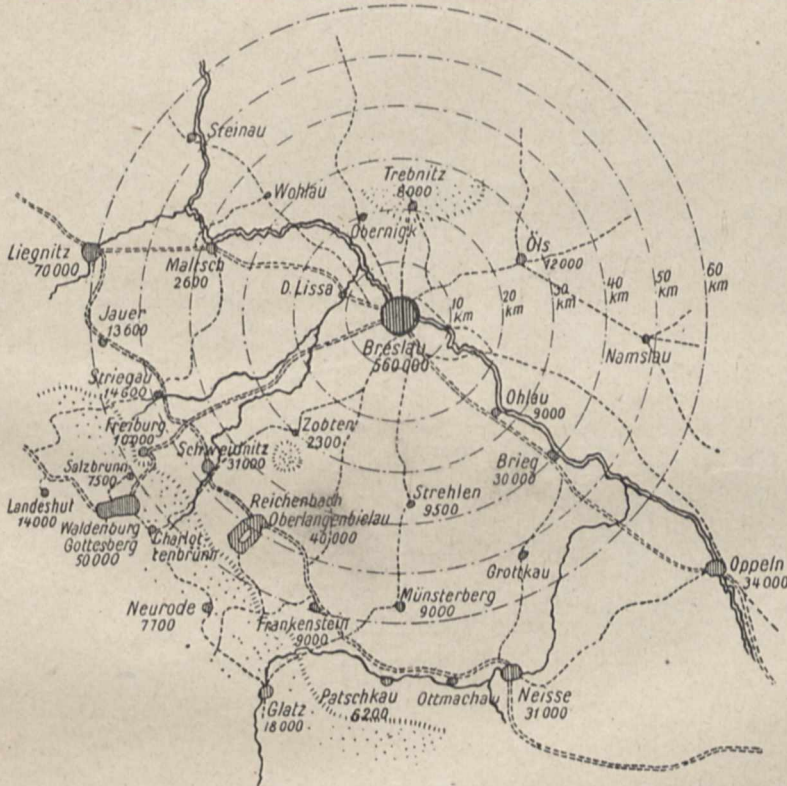 Steinau
Wohlau
Trebnitz
8000
Obernigk
Liegnitz
70000
Maltsch
2600
Öls
12000
D. Lissa
10
km
20
km
30
km
40
km
50
km
60
km
Jauer
13600
Breslau
560000
Namslau
Striegau
14600
Ohlau
9000
Freiburg
10000
Zobten
2300
Schweidnitz
31000
Brieg
30000
Salzbrunn
7500
Landeshut
14000
Strehlen
9500
Reichenbach
Oberlangenbielau
40000
Waldenburg
Gottesberg
50000
Charlot-
tenbrunn
Grottkau
Oppeln
34000
Neurode
7700
Frankenstein
9000
Münsterberg
9000
Glatz
18000
Patschkau
6200
Ottmachau
Neisse
31000